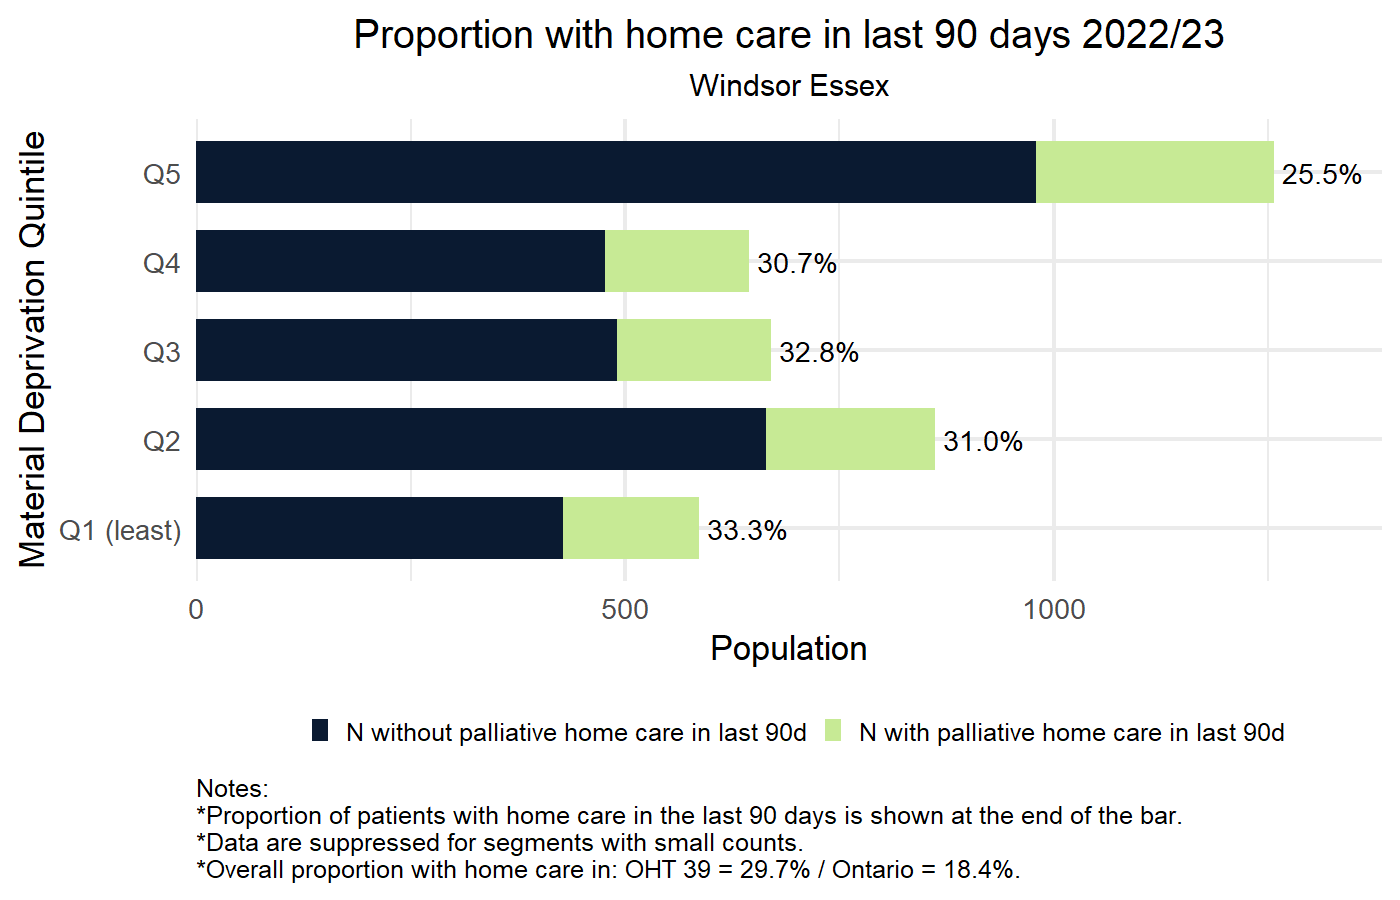 Proportion with home care in last 90 days 2022/23
Windsor Essex
Material Deprivation Quintile
Q5
25.5%
Q4
30.7%
Q3
32.8%
Q2
31.0%
Q1 (least)
33.3%
0 500 1000
Population
N without palliative home care in last 90d N with palliative home care in last 90d
Notes:
*Proportion of patients with home care in the last 90 days is shown at the end of the bar.
*Data are suppressed for segments with small counts.
*Overall proportion with home care in: OHT 39 = 29.7% / Ontario = 18.4%.